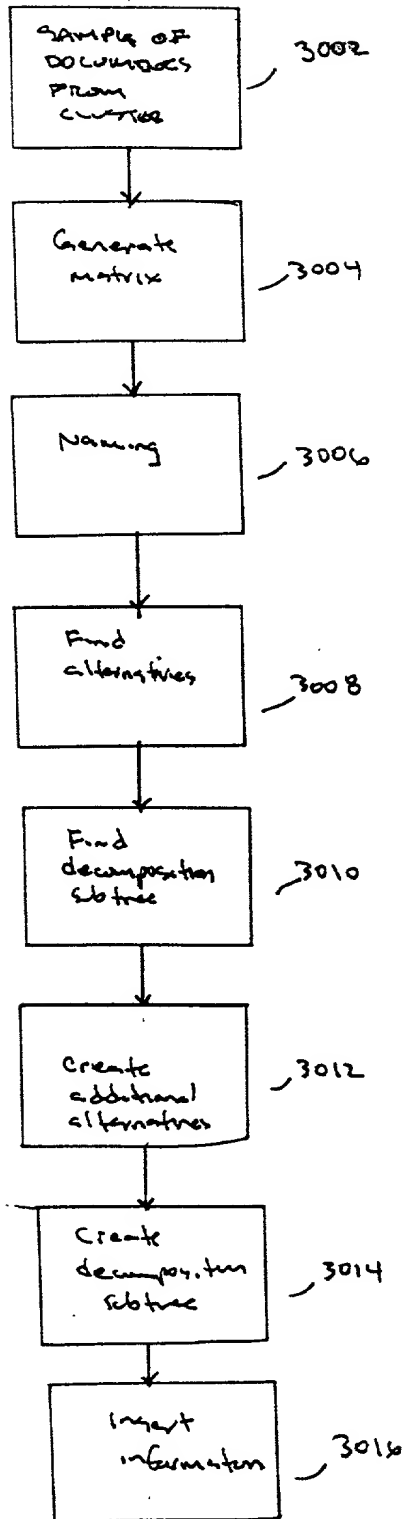 SAMPLE OF
DOCUMENTS
FROM
CLUSTER
3002
Generate
matrix
3004
Naming
3006
Find
alternatives
3008
Find
decomposition
subtree
3010
Create
additional
alternatives
3012
Create
decomposition
subtree
3014
Insert
information
3016